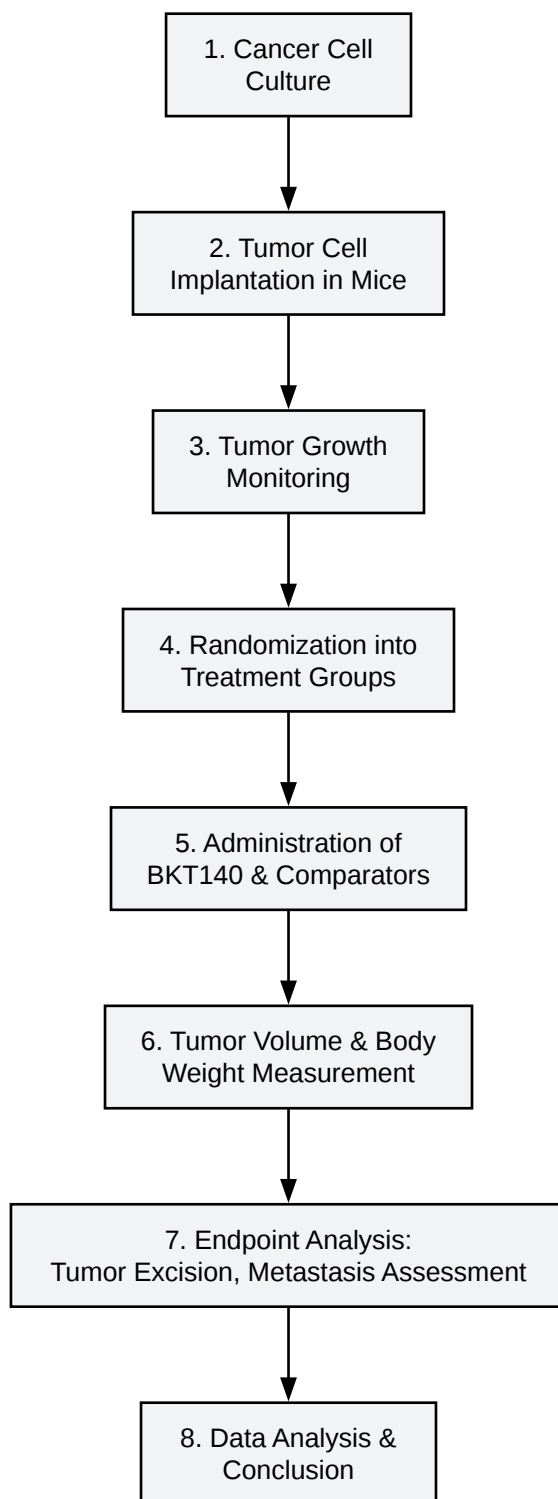 1. Cancer Cell
Culture
2. Tumor Cell
Implantation in Mice
3. Tumor Growth
Monitoring
4. Randomization into
Treatment Groups
5. Administration of
BKT140 & Comparators
6. Tumor Volume & Body
Weight Measurement
7. Endpoint Analysis:
Tumor Excision, Metastasis Assessment
8. Data Analysis &
Conclusion